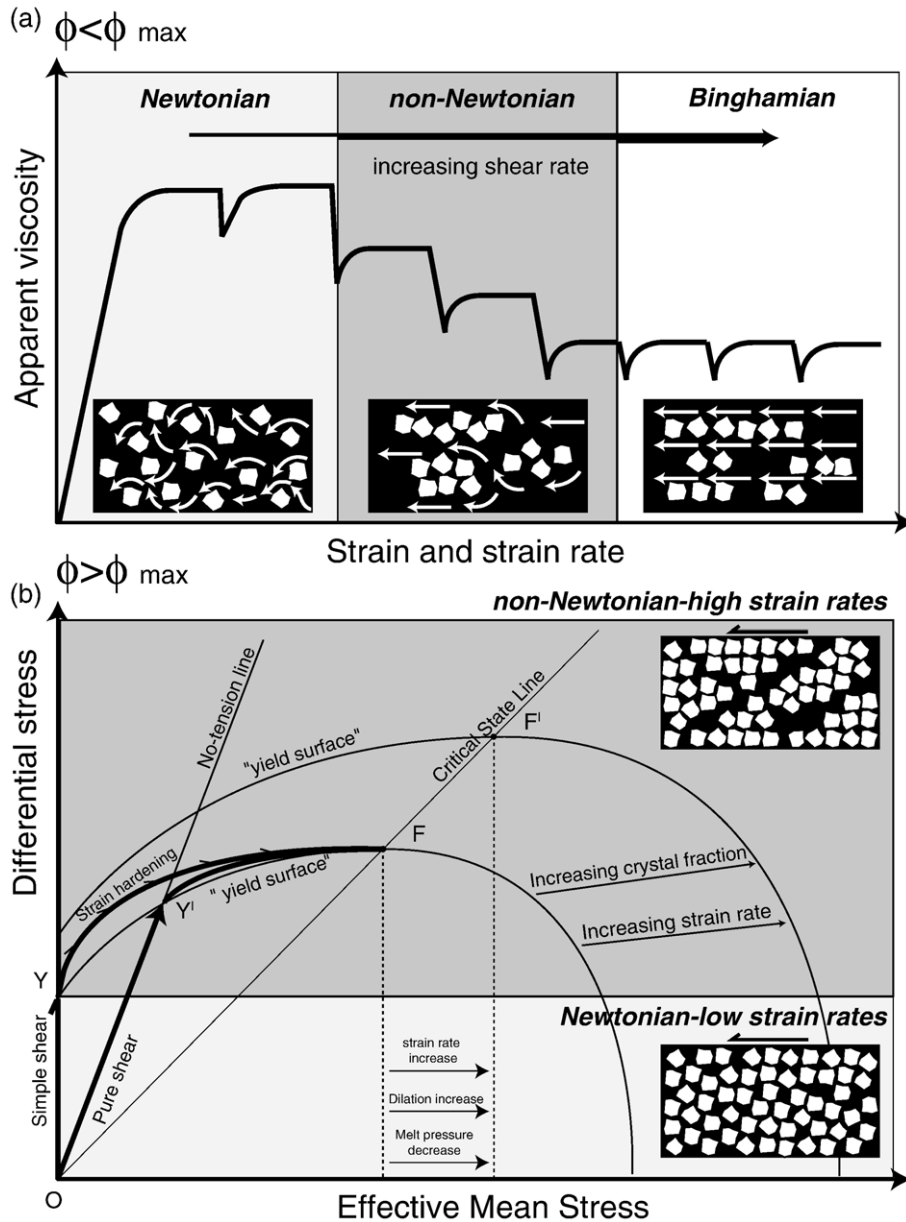 (a) ϕ<ϕ max
Newtonian
non-Newtonian
Binghamian
increasing shear rate
Apparent viscosity
Strain and strain rate
ϕ>ϕ max
(b)
non-Newtonian-high strain rates
Differential stress
No-tension line
Critical State Line
F'
"yield surface"
F
Strain hardening
" yield surface"
Y'
Increasing crystal fraction
Increasing strain rate
Y
Newtonian-low strain rates
Simple shear
Pure shear
strain rate
increase
Dilation increase
Melt pressure
decrease
O
Effective Mean Stress